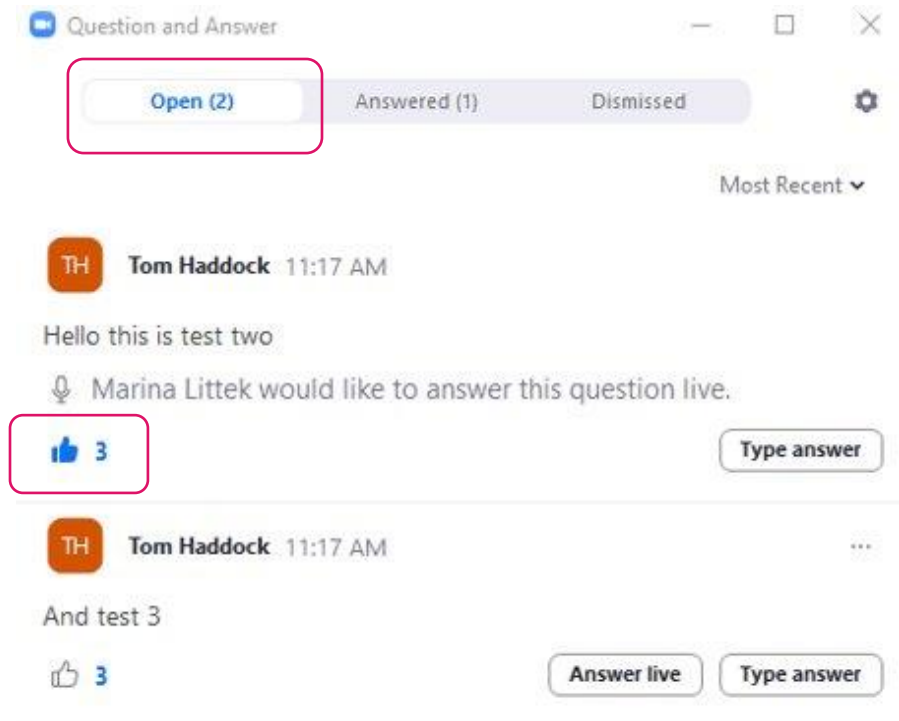 Question and Answer
Open (2) Answered (1) Dismissed
Most Recent
TH Tom Haddock 11:17 AM
Hello this is test two
Marina Littek would like to answer this question live.
3 Type answer
TH Tom Haddock 11:17 AM ...
And test 3
3 Answer live Type answer